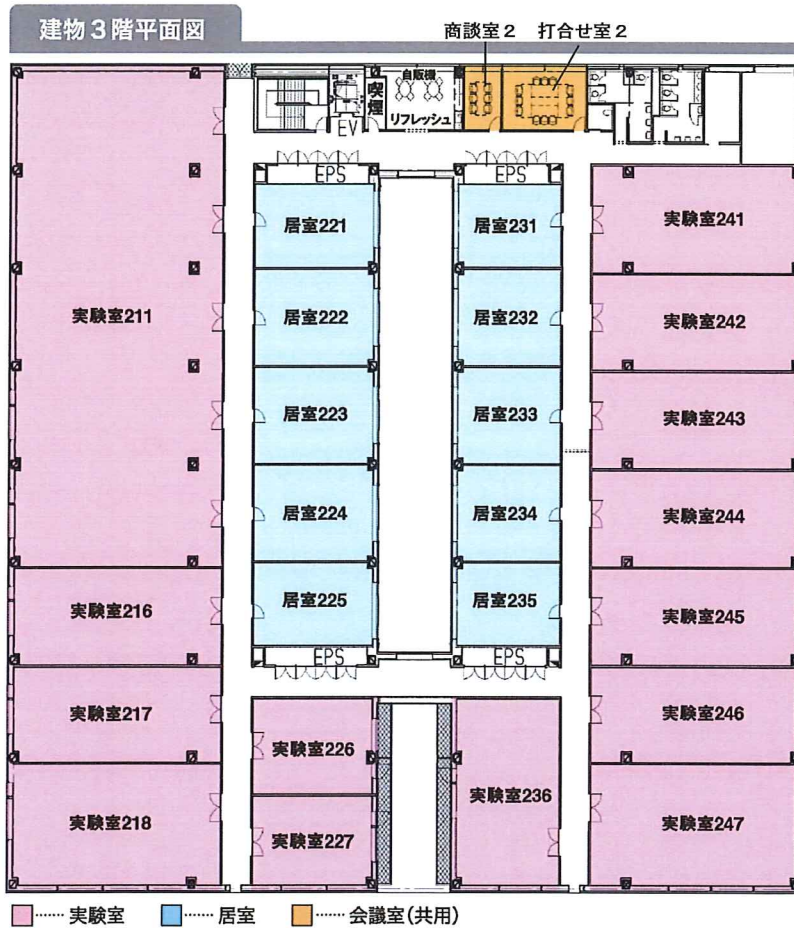 建物3階平面図
商談室2 打合せ室2
自販機
喫煙
リフレッシュ
EV
EPS
EPS
居室221
居室231
実験室241
実験室211
居室222
居室232
実験室242
居室223
居室233
実験室243
居室224
居室234
実験室244
実験室216
居室225
居室235
実験室245
EPS
EPS
実験室217
実験室246
実験室226
実験室218
実験室236
実験室247
実験室227
……実験室 ……居室 ……会議室(共用)